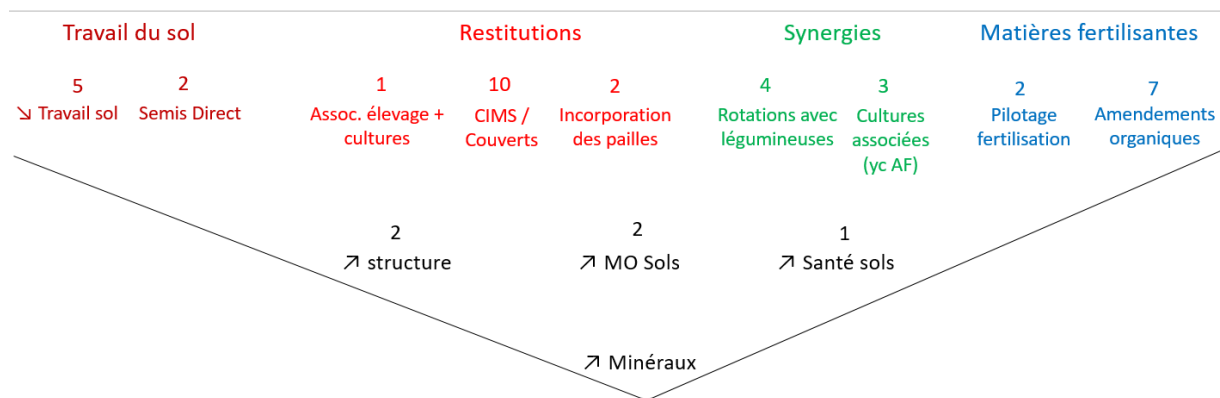 Travail du sol Restitutions Synergies Matières fertilisantes
5 2 1 10 2 4 3 2 7
↘ Travail sol Semis Direct Assoc. élevage + CIMS / Incorporation Rotations avec Cultures Pilotage Amendements
cultures Couverts des pailles légumineuses associées fertilisation organiques
(yc AF)
2 2 1
↗ structure ↗ MO Sols ↗ Santé sols
↗ Minéraux